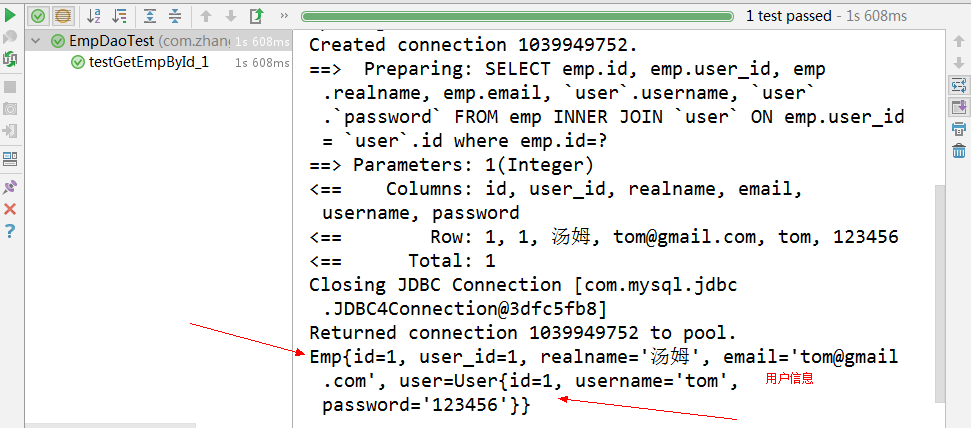 1 test passed - 1s 608ms
EmpDaoTest (com.zhang 1s 608ms
testGetEmpById_1 1s 608ms
Created connection 1039949752.
==>  Preparing: SELECT emp.id, emp.user_id, emp
.realname, emp.email, `user`.username, `user`
.`password` FROM emp INNER JOIN `user` ON emp.user_id
= `user`.id where emp.id=?
==> Parameters: 1(Integer)
<==    Columns: id, user_id, realname, email,
username, password
<==        Row: 1, 1, 汤姆, tom@gmail.com, tom, 123456
<==      Total: 1
Closing JDBC Connection [com.mysql.jdbc
.JDBC4Connection@3dfc5fb8]
Returned connection 1039949752 to pool.
Emp{id=1, user_id=1, realname='汤姆', email='tom@gmail
.com', user=User{id=1, username='tom', 用户信息
password='123456'}}